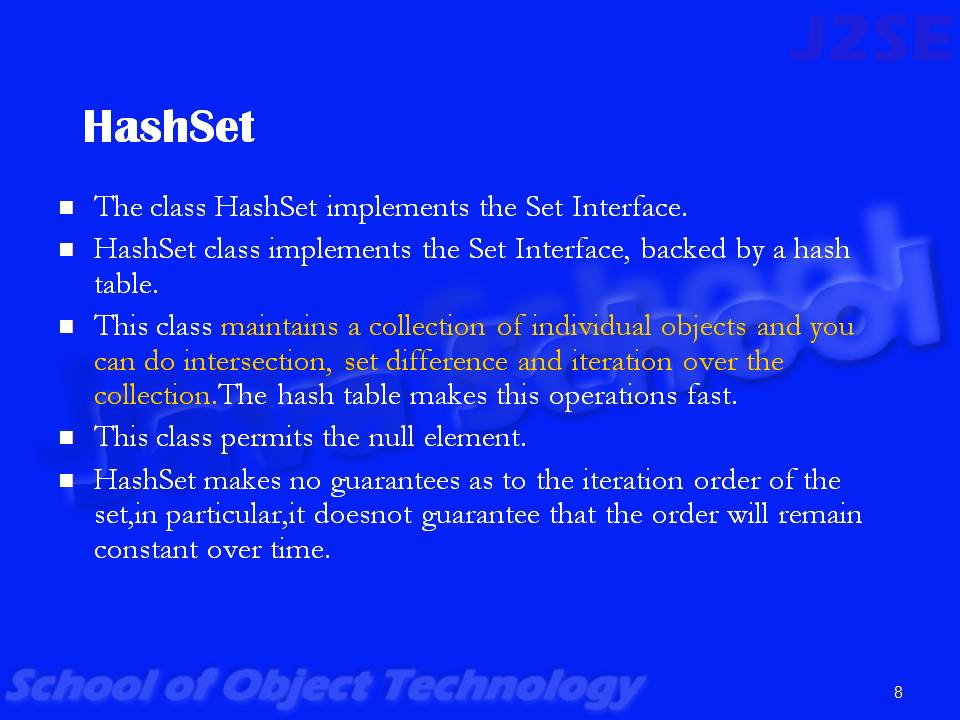 J2SE
HashSet
The class HashSet implements the Set Interface.
HashSet class implements the Set Interface, backed by a hash
table.
This class maintains a collection of individual objects and you
can do intersection, set difference and iteration over the
collection.The hash table makes this operations fast.
This class permits the null element.
HashSet makes no guarantees as to the iteration order of the
set,in particular,it doesnot guarantee that the order will remain
constant over time.
Java School
School of Object Technology
8